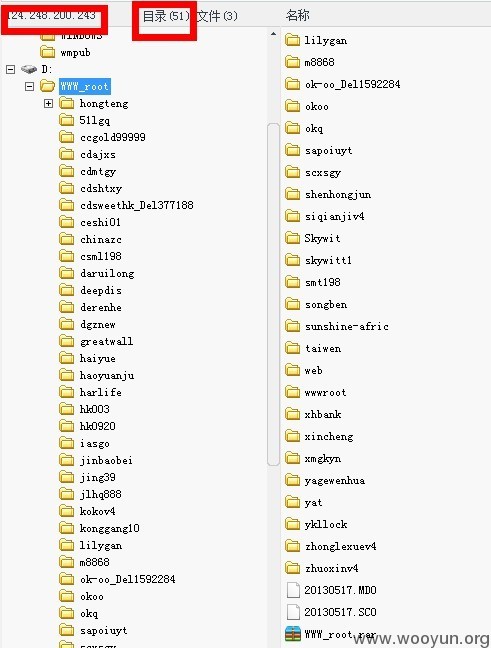 124.248.200.243
目录(51)文件(3)
WINDOWS
wmpub
D:
WWW_root
hongteng
51lgq
ccgold99999
cdajxs
cdmtgy
cdshtxy
cdsweethk_Del377188
ceshi01
chinazc
csml198
daruilong
deepdis
derenhe
dgznew
greatwall
haiyue
haoyuanju
harlife
hk003
hk0920
iasgo
jinbaobei
jing39
jlhq888
kokov4
konggang10
lilygan
m8868
ok-oo_Del1592284
okoo
okq
sapoiuyt
scxsgy
名称
lilygan
m8868
ok-oo_Del1592284
okoo
okq
sapoiuyt
scxsgy
shenhongjun
siqianjiv4
Skywit
skywitt1
smt198
songben
sunshine-afric
taiwen
web
wwwroot
xhbank
xincheng
xmgkyn
yagewenhua
yat
ykllock
zhonglexuev4
zhuoxinv4
20130517.MDO
20130517.SCO
WWW_root.rar
www.wooyun.org